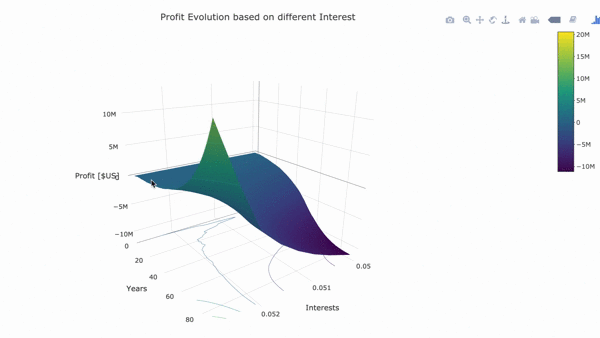 Profit Evolution based on different Interest
20M
15M
10M
5M
0
−5M
−10M
10M
5M
Profit [$US]
−5M
−10M
0
20
40
60
80
Years
0.05
0.051
0.052
Interests